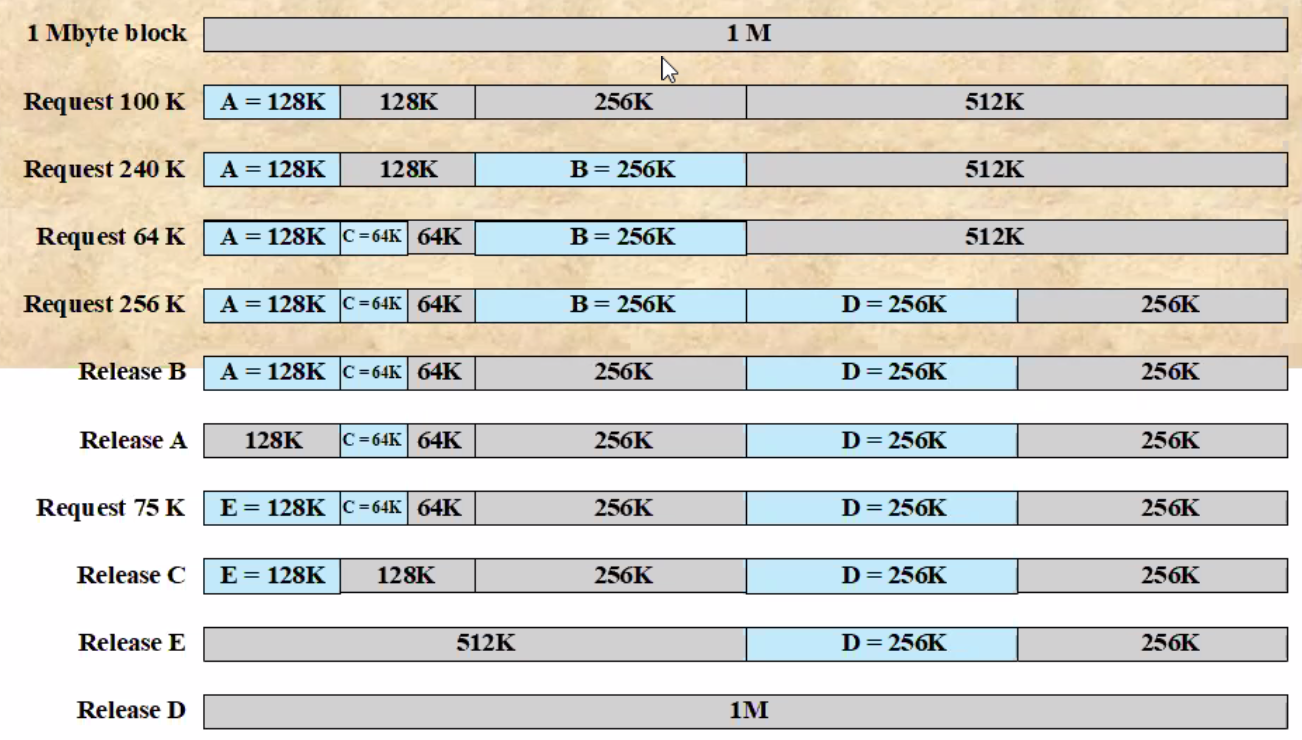 1 Mbyte block 1 M
Request 100 K A = 128K 128K 256K 512K
Request 240 K A = 128K 128K B = 256K 512K
Request 64 K A = 128K C = 64K 64K B = 256K 512K
Request 256 K A = 128K C = 64K 64K B = 256K D = 256K 256K
Release B A = 128K C = 64K 64K 256K D = 256K 256K
Release A 128K C = 64K 64K 256K D = 256K 256K
Request 75 K E = 128K C = 64K 64K 256K D = 256K 256K
Release C E = 128K 128K 256K D = 256K 256K
Release E 512K D = 256K 256K
Release D 1M